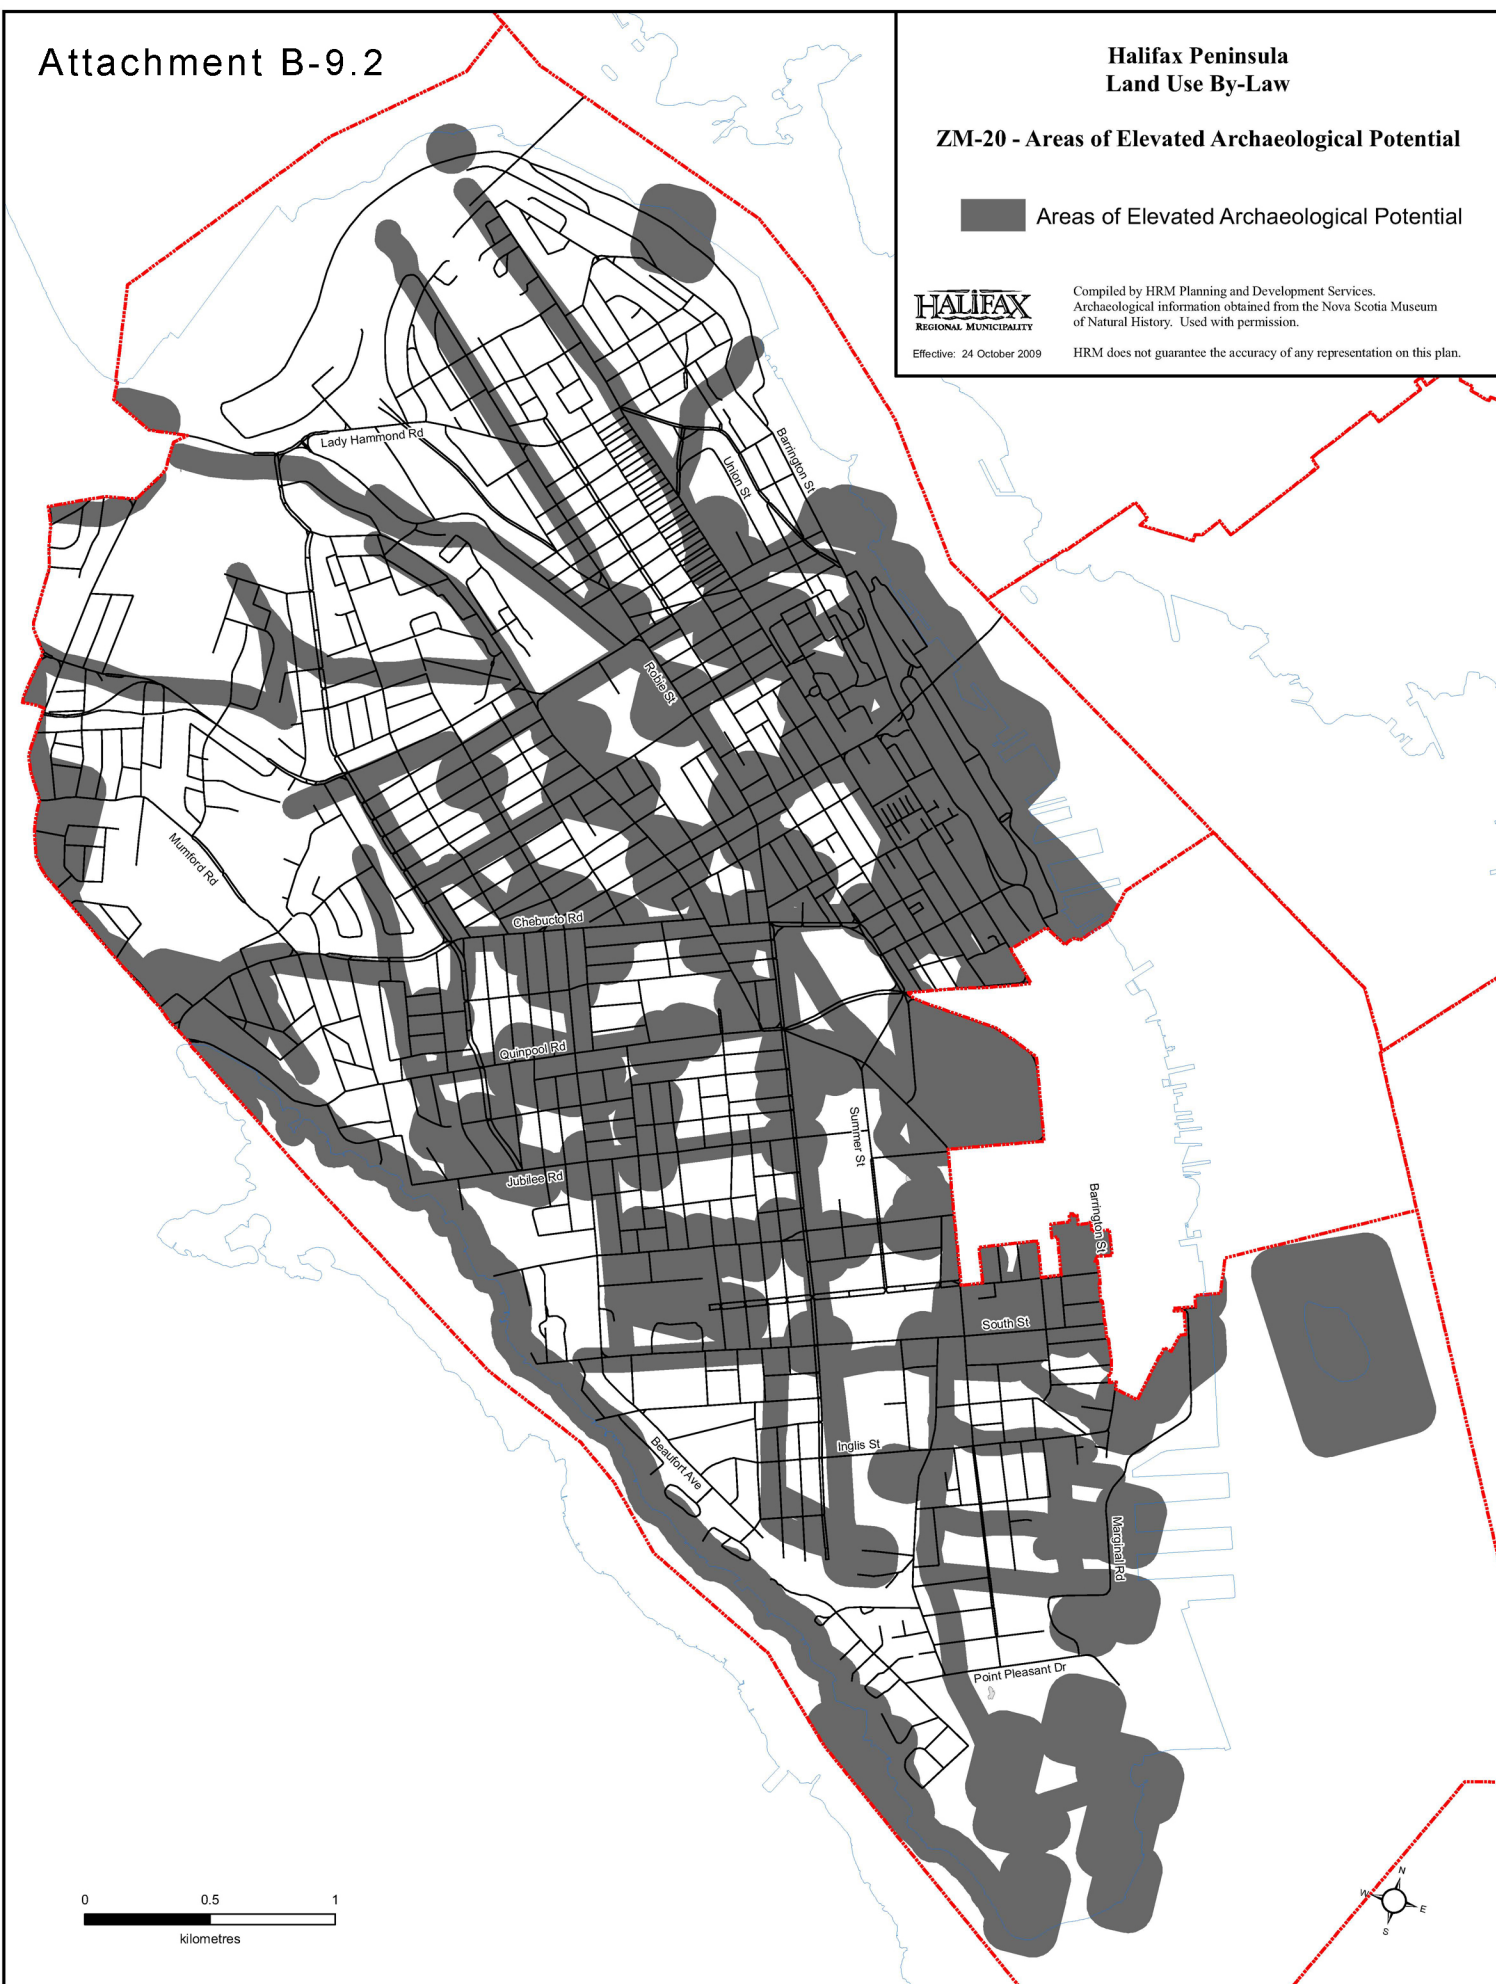 Attachment B-9.2
Halifax Peninsula
Land Use By-Law
ZM-20 - Areas of Elevated Archaeological Potential
Areas of Elevated Archaeological Potential
HALIFAX
REGIONAL MUNICIPALITY
Effective: 24 October 2009
Compiled by HRM Planning and Development Services.
Archaeological information obtained from the Nova Scotia Museum
of Natural History. Used with permission.
HRM does not guarantee the accuracy of any representation on this plan.
Lady Hammond Rd
Barrington St
Union St
Robie St
Mumford Rd
Chebucto Rd
Quinpool Rd
Summer St
Jubilee Rd
Barrington St
South St
Inglis St
Beaufort Ave
Marginal Rd
Point Pleasant Dr
0 0.5 1
kilometres
N
W
E
S